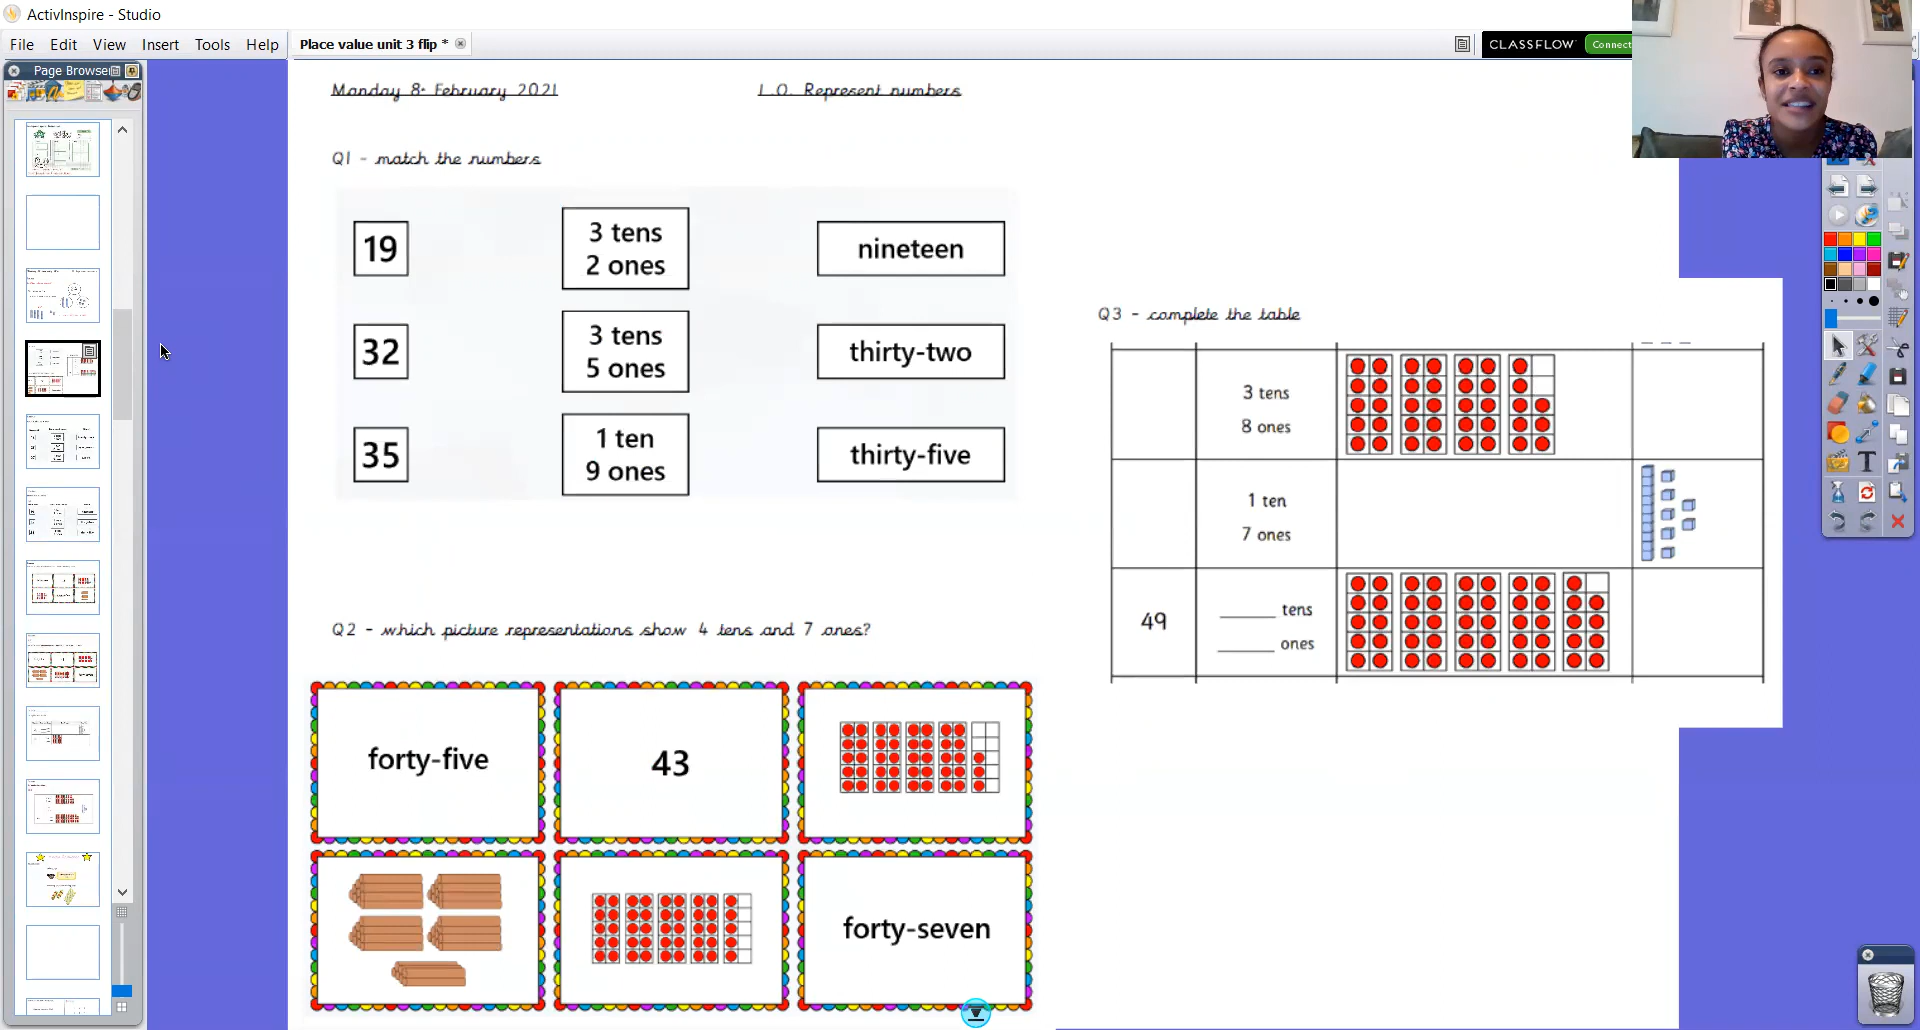 ActivInspire - Studio
File Edit View Insert Tools Help
Place value unit 3 flip *
CLASSFLOW Connect
Page Browser
Monday 8. February 2021
L.O. Represent numbers
Q1 - match the numbers
19
3 tens
2 ones
nineteen
32
3 tens
5 ones
thirty-two
35
1 ten
9 ones
thirty-five
Q2 - which picture representations show 4 tens and 7 ones?
forty-five
43
forty-seven
Q3 - complete the table
3 tens
8 ones
1 ten
7 ones
49
______ tens
______ ones
T